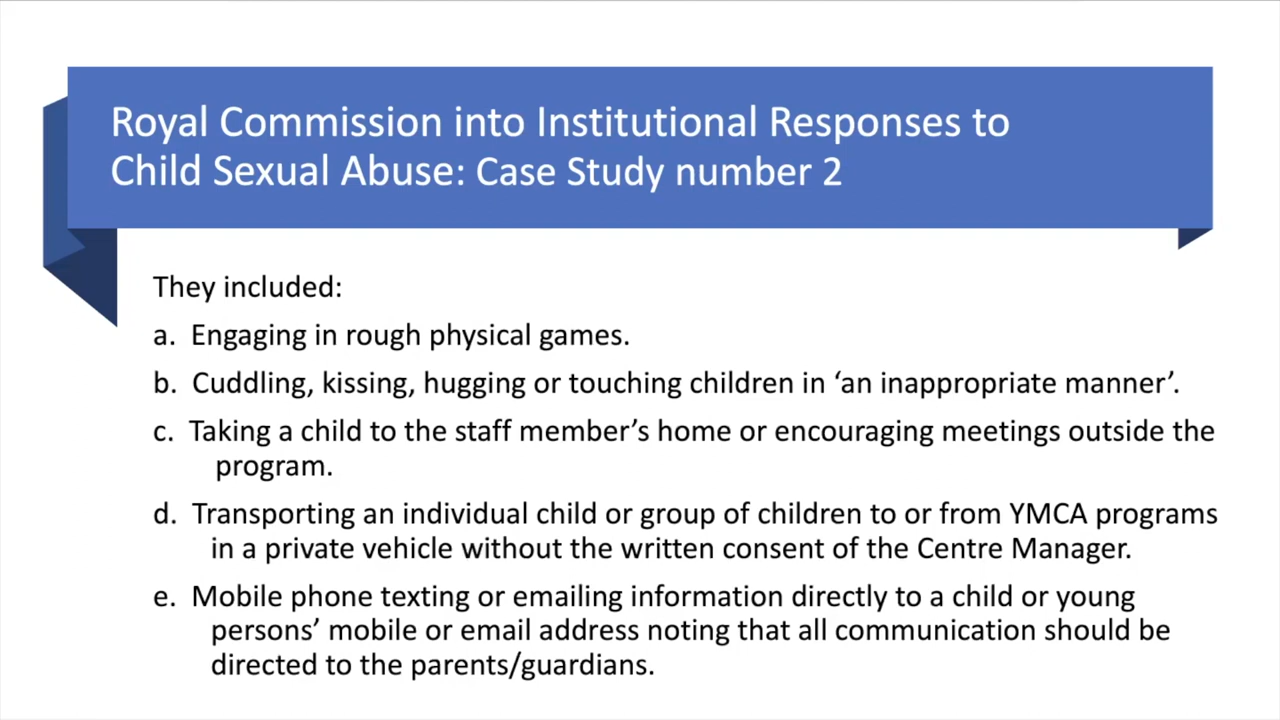 Royal Commission into Institutional Responses to
Child Sexual Abuse: Case Study number 2
They included:
a. Engaging in rough physical games.
b. Cuddling, kissing, hugging or touching children in ‘an inappropriate manner’.
c. Taking a child to the staff member’s home or encouraging meetings outside the
program.
d. Transporting an individual child or group of children to or from YMCA programs
in a private vehicle without the written consent of the Centre Manager.
e. Mobile phone texting or emailing information directly to a child or young
persons’ mobile or email address noting that all communication should be
directed to the parents/guardians.